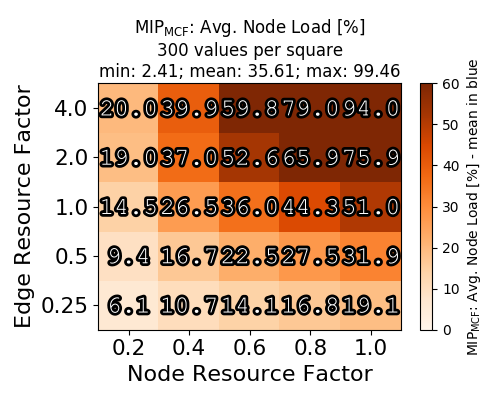 MIP_MCF: Avg. Node Load [%]
300 values per square
min: 2.41; mean: 35.61; max: 99.46
Edge Resource Factor
4.0 20.0 39.9 59.8 79.0 94.0
2.0 19.0 37.0 52.6 65.9 75.9
1.0 14.5 26.5 36.0 44.3 51.0
0.5 9.4 16.7 22.5 27.5 31.9
0.25 6.1 10.7 14.1 16.8 19.1
0.2 0.4 0.6 0.8 1.0
Node Resource Factor
60
50
40
30
20
10
0
MIP_MCF: Avg. Node Load [%] - mean in blue